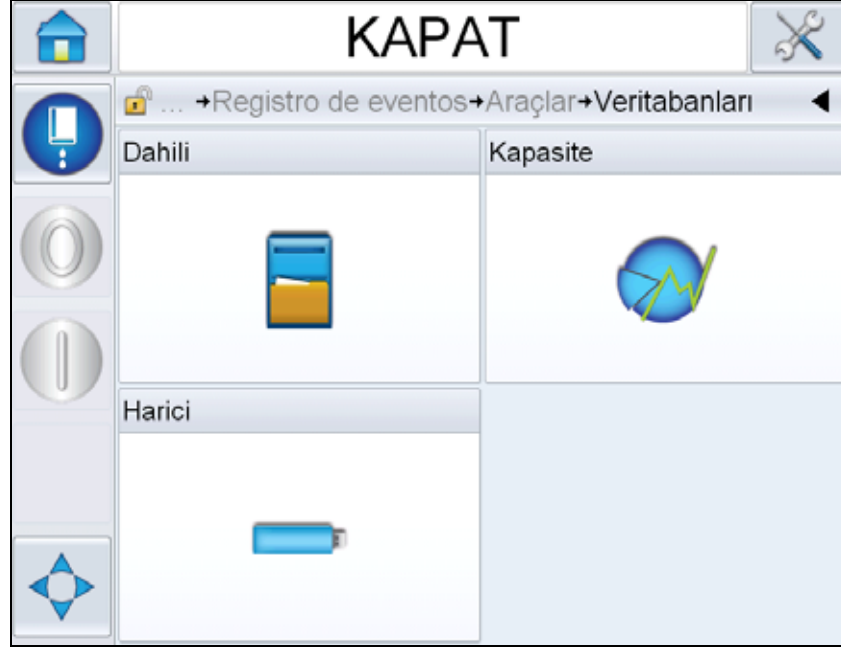 KAPAT
... →Registro de eventos→Araçlar→Veritabanları
Dahili
Kapasite
Harici